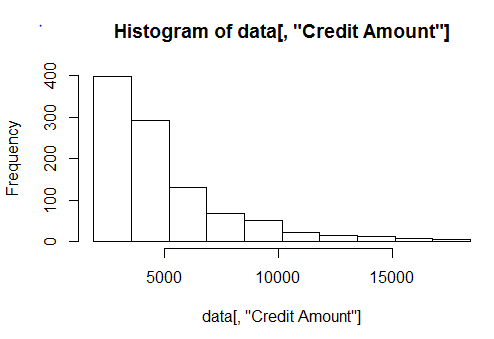 Histogram of data[, "Credit Amount"]
Frequency
400
300
200
100
0
5000 10000 15000
data[, "Credit Amount"]